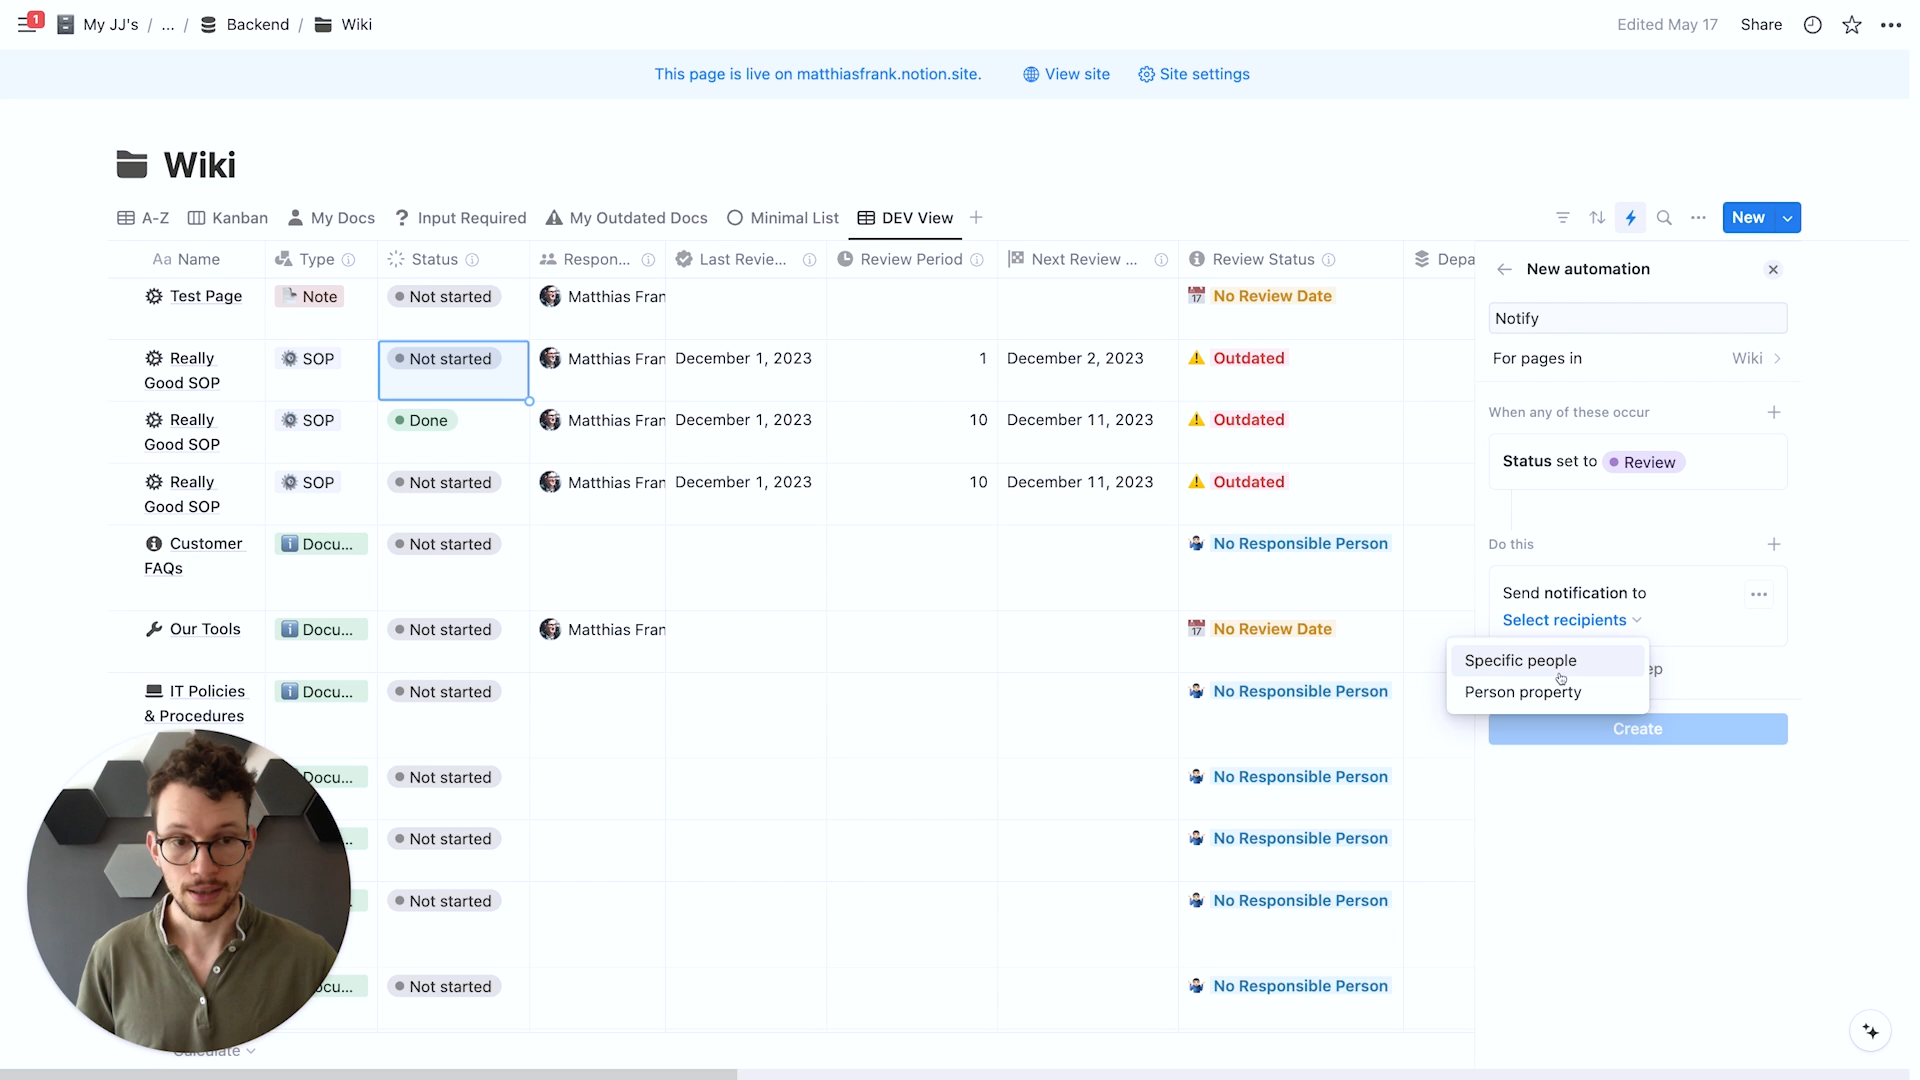 1 My JJ's / ... / Backend / Wiki Edited May 17 Share
This page is live on matthiasfrank.notion.site. View site Site settings
Wiki
A-Z Kanban My Docs Input Required My Outdated Docs Minimal List DEV View New
Aa Name Type Status Respon... Last Revie... Review Period Next Review ... Review Status Depa
Test Page Note Not started Matthias Fran 17 No Review Date
Really Good SOP SOP Not started Matthias Fran December 1, 2023 1 December 2, 2023 Outdated
Really Good SOP SOP Done Matthias Fran December 1, 2023 10 December 11, 2023 Outdated
Really Good SOP SOP Not started Matthias Fran December 1, 2023 10 December 11, 2023 Outdated
Customer FAQs Docu... Not started No Responsible Person
Our Tools Docu... Not started Matthias Fran 17 No Review Date
IT Policies & Procedures Docu... Not started No Responsible Person
Docu... Not started No Responsible Person
Not started No Responsible Person
Not started No Responsible Person
ocu... Not started No Responsible Person
Calculate
New automation
Notify
For pages in Wiki
When any of these occur
Status set to Review
Do this
Send notification to
Select recipients
Specific people
Person property
ep
Create